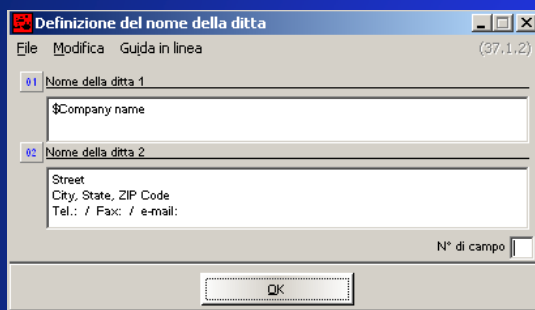 Definizione del nome della ditta
File Modifica Guida in linea (37.1.2)
01 Nome della ditta 1
$Company name
02 Nome della ditta 2
Street
City, State, ZIP Code
Tel.: / Fax: / e-mail:
N° di campo
OK